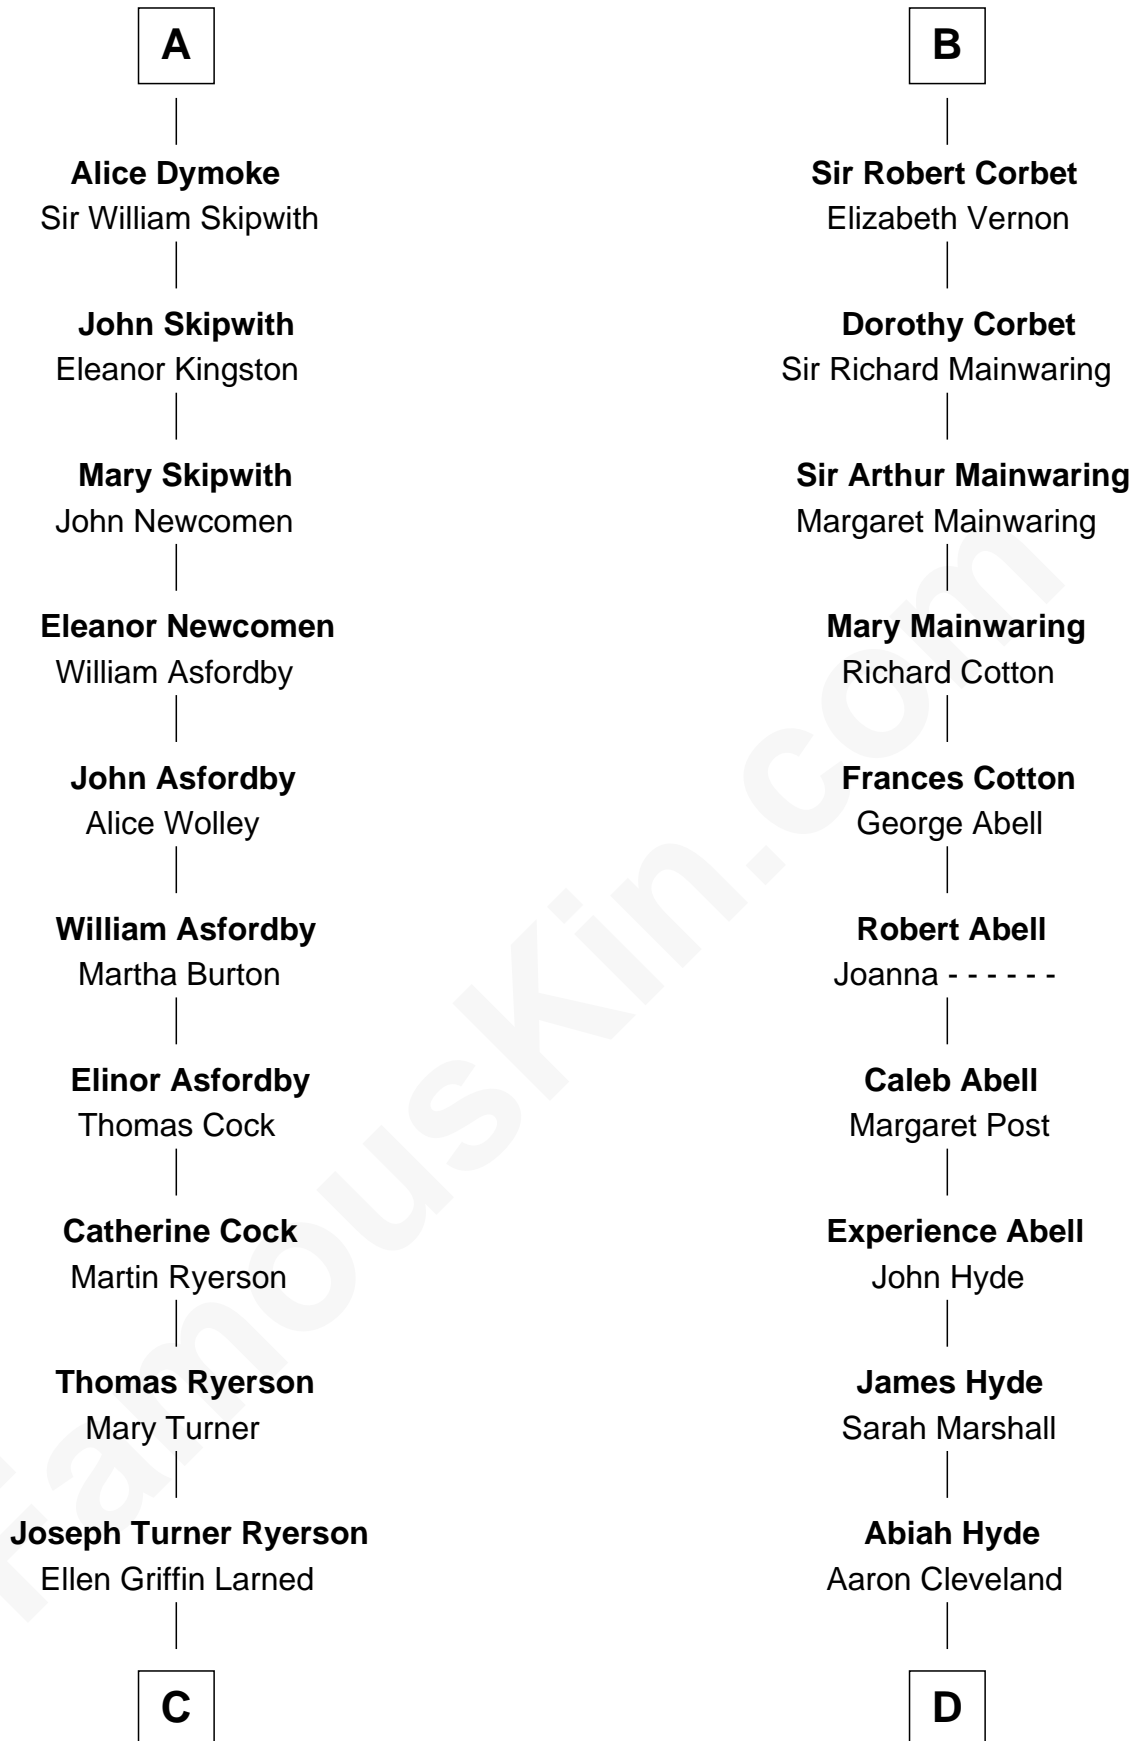 A
Alice Dymoke
Sir William Skipwith
John Skipwith
Eleanor Kingston
Mary Skipwith
John Newcomen
Eleanor Newcomen
William Asfordby
John Asfordby
Alice Wolley
William Asfordby
Martha Burton
Elinor Asfordby
Thomas Cock
Catherine Cock
Martin Ryerson
Thomas Ryerson
Mary Turner
Joseph Turner Ryerson
Ellen Griffin Larned
C
B
Sir Robert Corbet
Elizabeth Vernon
Dorothy Corbet
Sir Richard Mainwaring
Sir Arthur Mainwaring
Margaret Mainwaring
Mary Mainwaring
Richard Cotton
Frances Cotton
George Abell
Robert Abell
Joanna - - - - - -
Caleb Abell
Margaret Post
Experience Abell
John Hyde
James Hyde
Sarah Marshall
Abiah Hyde
Aaron Cleveland
D
famouskin.com